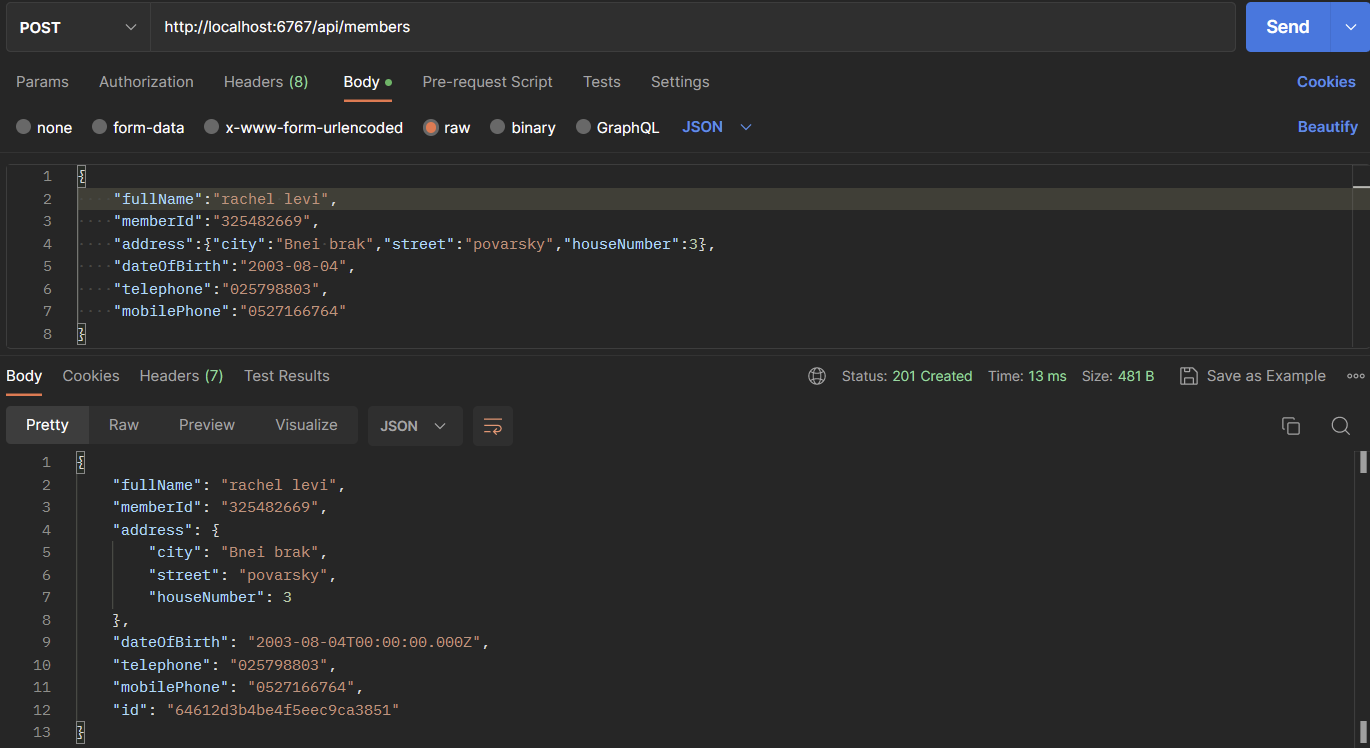 POST http://localhost:6767/api/members Send
Params Authorization Headers (8) Body Pre-request Script Tests Settings Cookies
none form-data x-www-form-urlencoded raw binary GraphQL JSON Beautify
1 {
2 "fullName":"rachel levi",
3 "memberId":"325482669",
4 "address":{"city":"Bnei brak","street":"povarsky","houseNumber":3},
5 "dateOfBirth":"2003-08-04",
6 "telephone":"025798803",
7 "mobilePhone":"0527166764"
8 }
Body Cookies Headers (7) Test Results Status: 201 Created Time: 13 ms Size: 481 B Save as Example
Pretty Raw Preview Visualize JSON
1 {
2 "fullName": "rachel levi",
3 "memberId": "325482669",
4 "address": {
5 "city": "Bnei brak",
6 "street": "povarsky",
7 "houseNumber": 3
8 },
9 "dateOfBirth": "2003-08-04T00:00:00.000Z",
10 "telephone": "025798803",
11 "mobilePhone": "0527166764",
12 "id": "64612d3b4be4f5eec9ca3851"
13 }